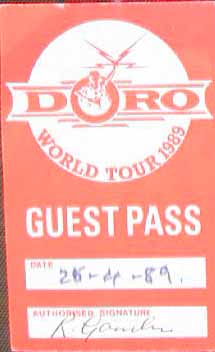 DORO
WORLD TOUR 1989
GUEST PASS
DATE
AUTHORISED SIGNATURE